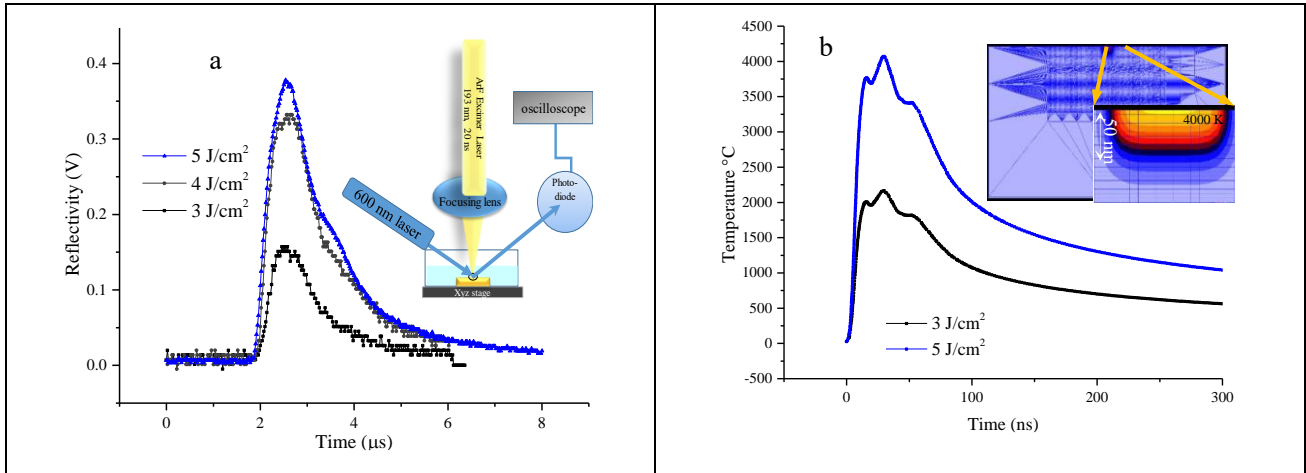 a
0.4
0.3
0.2
0.1
0.0
Reflectivity (V)
5 J/cm²
4 J/cm²
3 J/cm²
0
2
4
6
8
Time (μs)
ArF Excimer Laser
193 nm, 20 ns
oscilloscope
Photo-
diode
600 nm laser
Focusing lens
Xyz stage
b
4500
4000
3500
3000
2500
2000
1500
1000
500
0
-500
Temperature °C
4000 K
50 nm
3 J/cm²
5 J/cm²
0
100
200
300
Time (ns)